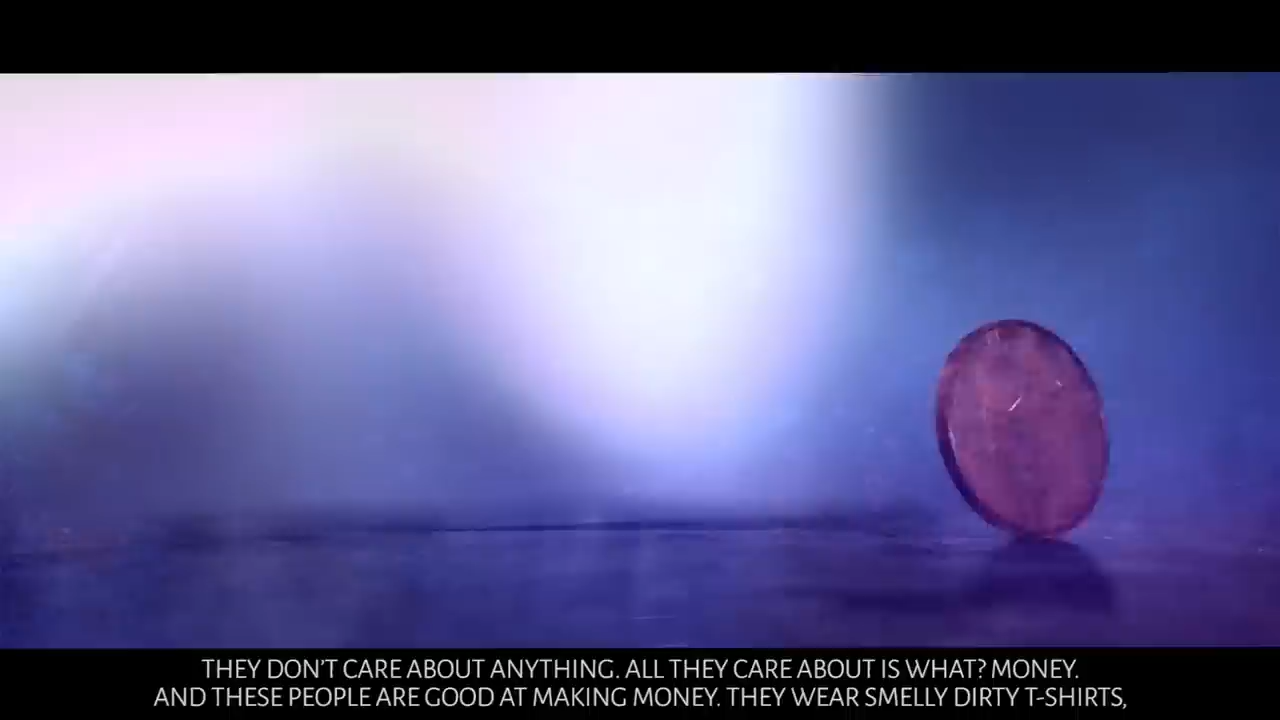 THEY DON'T CARE ABOUT ANYTHING. ALL THEY CARE ABOUT IS WHAT? MONEY.
AND THESE PEOPLE ARE GOOD AT MAKING MONEY. THEY WEAR SMELLY DIRTY T-SHIRTS,